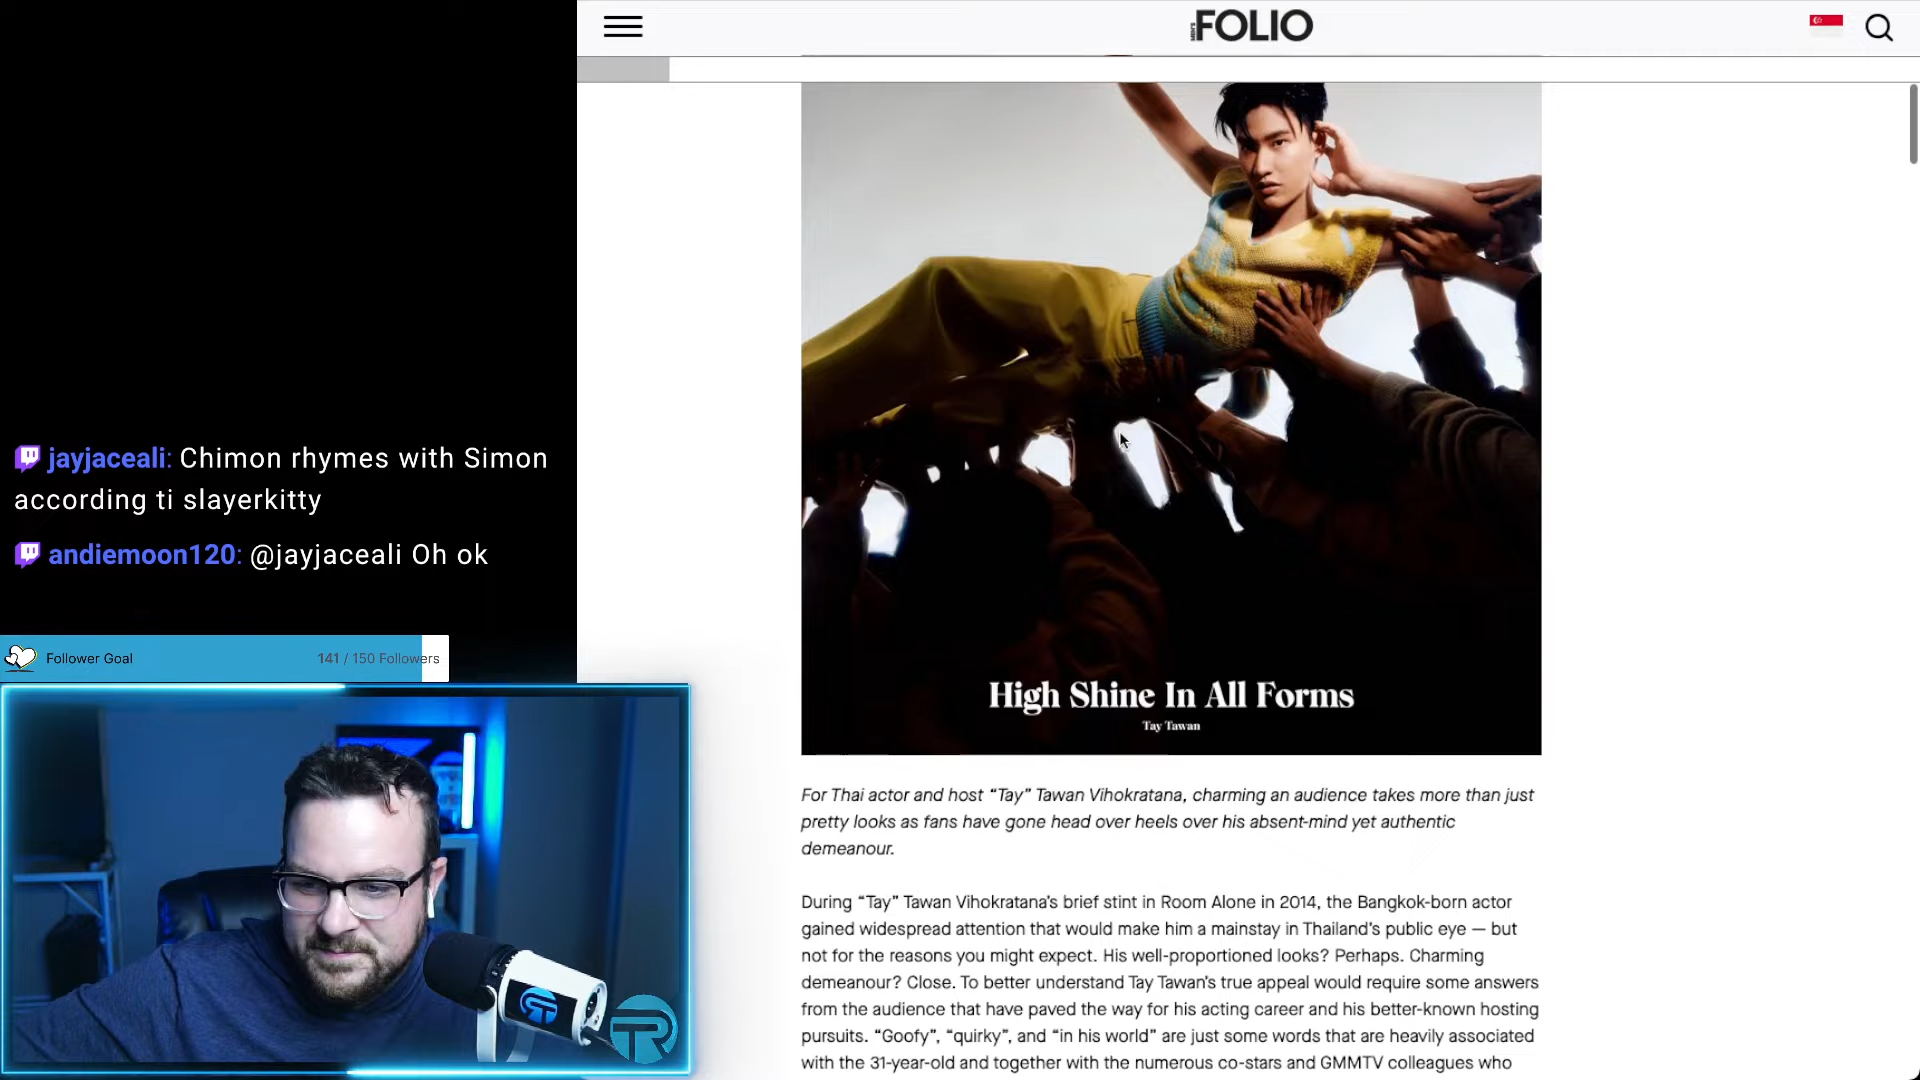 MEN'S FOLIO
jayjaceali: Chimon rhymes with Simon
according ti slayerkitty
andiemoon120: @jayjaceali Oh ok
Follower Goal 141 / 150 Followers
High Shine In All Forms
Tay Tawan
For Thai actor and host “Tay” Tawan Vihokratana, charming an audience takes more than just
pretty looks as fans have gone head over heels over his absent-mind yet authentic
demeanour.
During “Tay” Tawan Vihokratana’s brief stint in Room Alone in 2014, the Bangkok-born actor
gained widespread attention that would make him a mainstay in Thailand’s public eye — but
not for the reasons you might expect. His well-proportioned looks? Perhaps. Charming
demeanour? Close. To better understand Tay Tawan’s true appeal would require some answers
from the audience that have paved the way for his acting career and his better-known hosting
pursuits. “Goofy”, “quirky”, and “in his world” are just some words that are heavily associated
with the 31-year-old and together with the numerous co-stars and GMMTV colleagues who